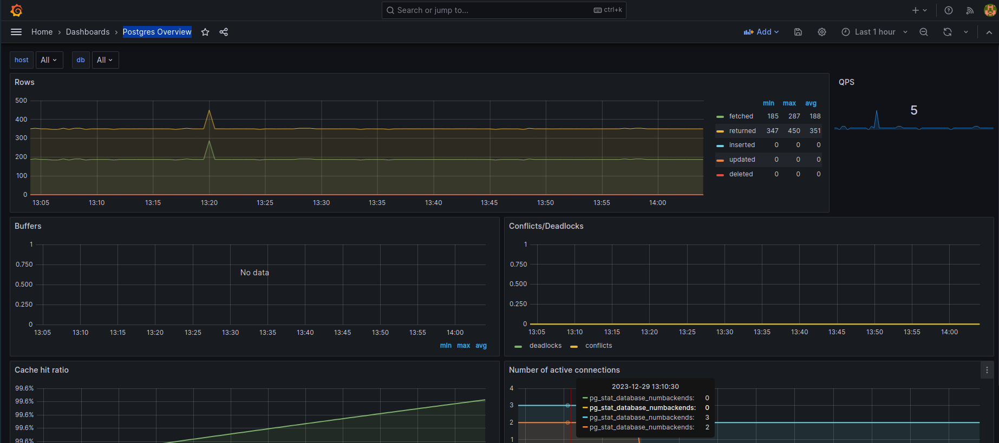 Search or jump to...
ctrl+k
Home
Dashboards
Postgres Overview
Add
Last 1 hour
host
All
db
All
Rows
500
400
300
200
100
0
13:05 13:10 13:15 13:20 13:25 13:30 13:35 13:40 13:45 13:50 13:55 14:00
min max avg
fetched 185 287 188
returned 347 450 351
inserted 0 0 0
updated 0 0 0
deleted 0 0 0
QPS
5
Buffers
1
0.750
0.500
0.250
0
No data
13:05 13:10 13:15 13:20 13:25 13:30 13:35 13:40 13:45 13:50 13:55 14:00
min max avg
Conflicts/Deadlocks
1
0.750
0.500
0.250
0
13:05 13:10 13:15 13:20 13:25 13:30 13:35 13:40 13:45 13:50 13:55 14:00
deadlocks conflicts
Cache hit ratio
99.6%
99.6%
99.6%
99.6%
99.6%
Number of active connections
4
3
2
1
2023-12-29 13:10:30
pg_stat_database_numbackends: 0
pg_stat_database_numbackends: 0
pg_stat_database_numbackends: 3
pg_stat_database_numbackends: 2